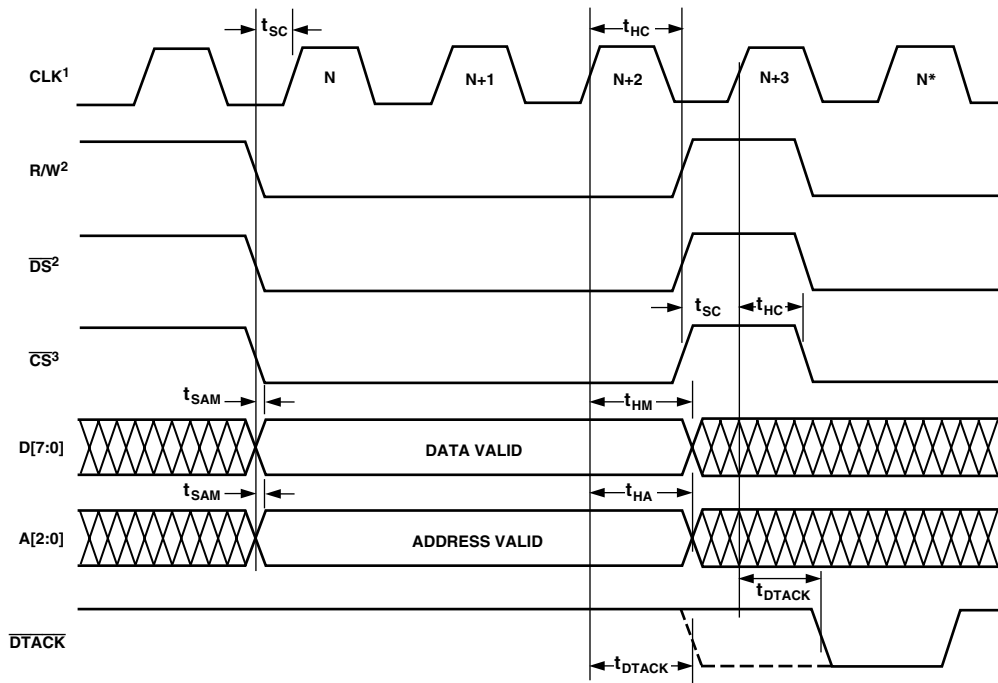 tSC
tHC
CLK1
N
N+1
N+2
N+3
N*
R/W2
DS2
tSC
tHC
CS3
tSAM
tHM
D[7:0]
DATA VALID
tSAM
tHA
A[2:0]
ADDRESS VALID
tDTACK
DTACK
tDTACK